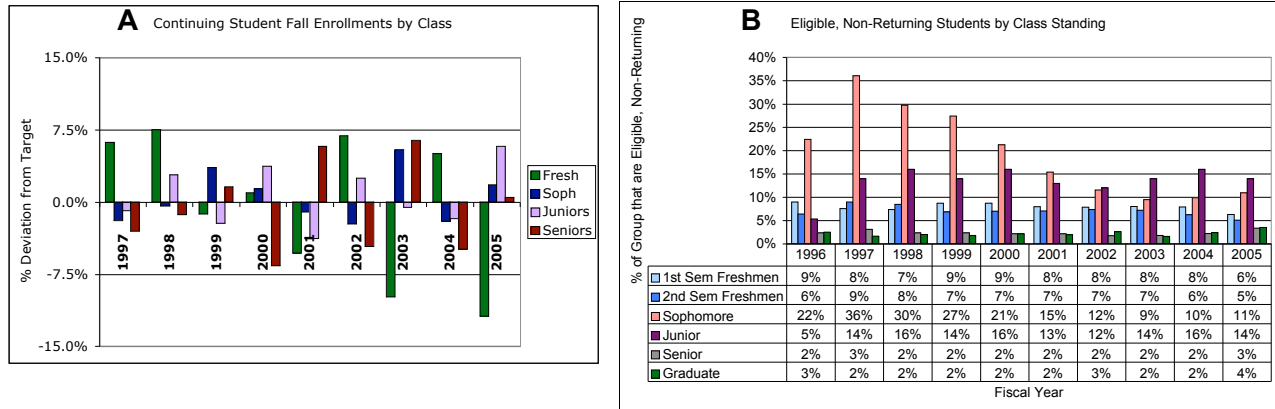 A
Continuing Student Fall Enrollments by Class
% Deviation from Target
15.0%
7.5%
0.0%
-7.5%
-15.0%
1997
1998
1999
2000
2001
2002
2003
2004
2005
Fresh
Soph
Juniors
Seniors
B
Eligible, Non-Returning Students by Class Standing
% of Group that are Eligible, Non-Returning
40%
35%
30%
25%
20%
15%
10%
5%
0%
1996 1997 1998 1999 2000 2001 2002 2003 2004 2005
1st Sem Freshmen 9% 8% 7% 9% 9% 8% 8% 8% 8% 6%
2nd Sem Freshmen 6% 9% 8% 7% 7% 7% 7% 7% 6% 5%
Sophomore 22% 36% 30% 27% 21% 15% 12% 9% 10% 11%
Junior 5% 14% 16% 14% 16% 13% 12% 14% 16% 14%
Senior 2% 3% 2% 2% 2% 2% 2% 2% 2% 3%
Graduate 3% 2% 2% 2% 2% 2% 3% 2% 2% 4%
Fiscal Year